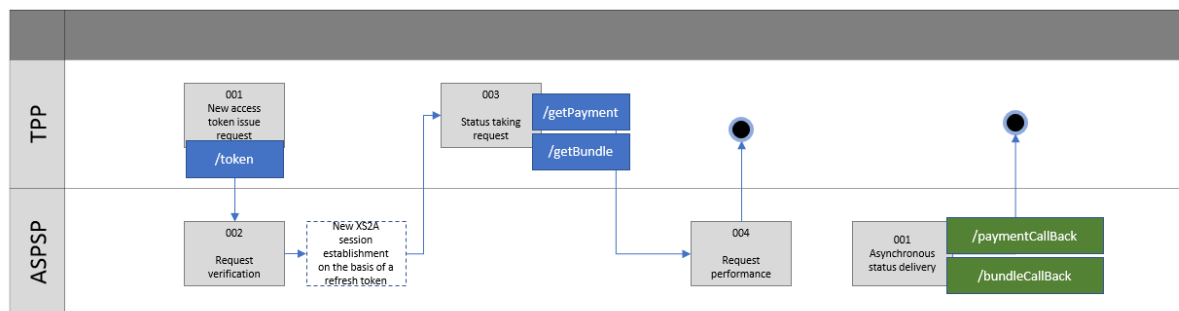 TPP
001
New access
token issue
request
/token
003
Status taking
request
/getPayment
/getBundle
ASPSP
002
Request
verification
New XS2A
session
establishment
on the basis of a
refresh token
004
Request
performance
001
Asynchronous
status delivery
/paymentCallBack
/bundleCallBack